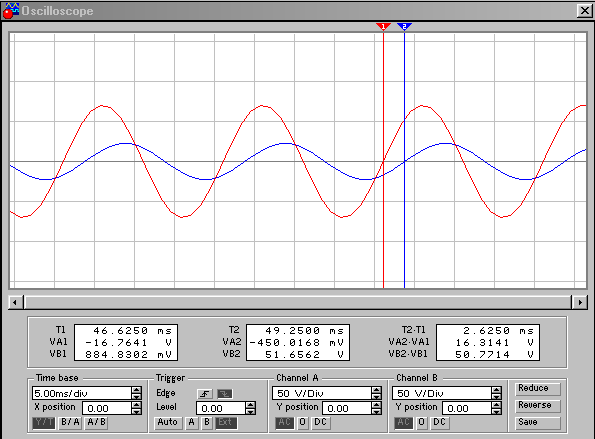 Oscilloscope
1 2
T1 46.6250 ms T2 49.2500 ms T2-T1 2.6250 ms
VA1 -16.7641 V VA2 -450.0168 mV VA2-VA1 16.3141 V
VB1 884.8302 mV VB2 51.6562 V VB2-VB1 50.7714 V
Time base Trigger Channel A Channel B
5.00ms/div Edge 50 V/Div 50 V/Div Reduce
X position 0.00 Level 0.00 Y position 0.00 Y position 0.00 Reverse
Y/T B/A A/B Auto A B Ext AC 0 DC AC 0 DC Save